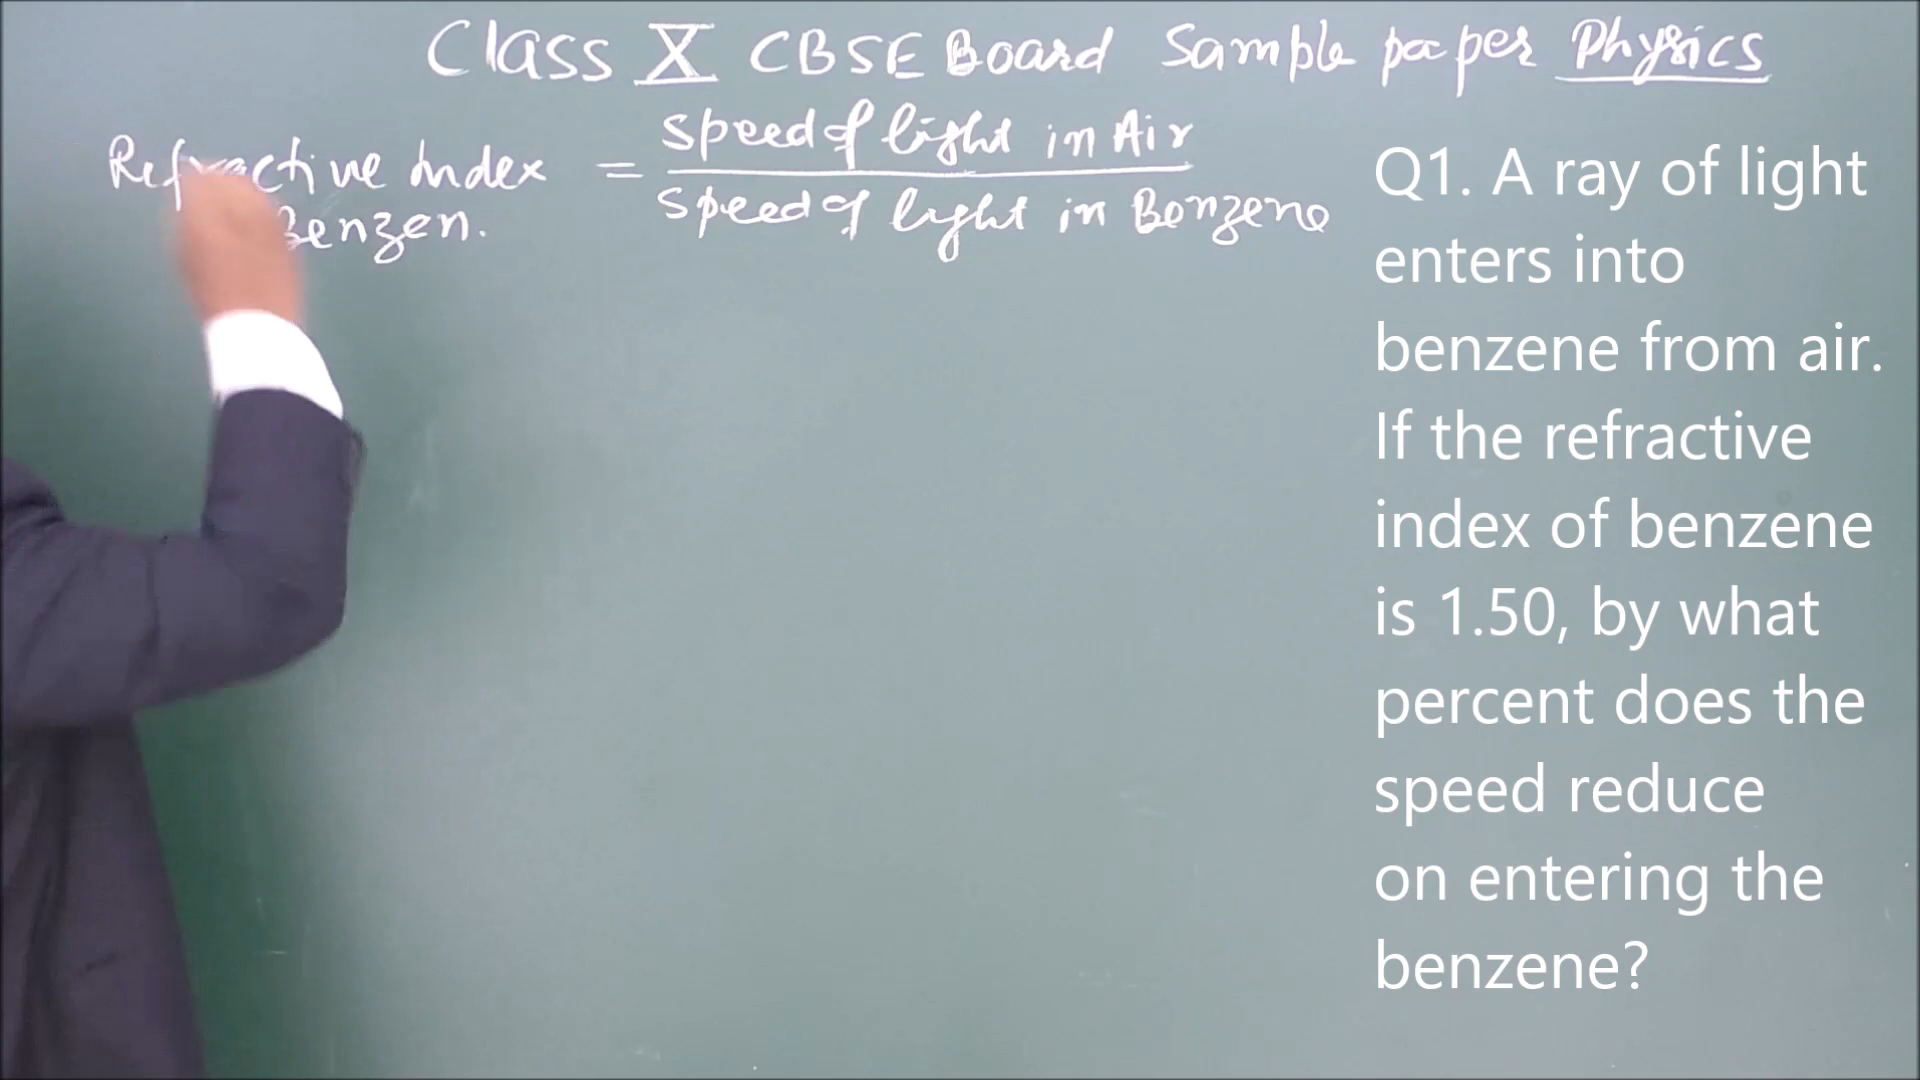 Class X CBSE Board Sample paper Physics
Refractive Index = Speed of light in Air
Benzen. Speed of light in Benzene
Q1. A ray of light
enters into
benzene from air.
If the refractive
index of benzene
is 1.50, by what
percent does the
speed reduce
on entering the
benzene?